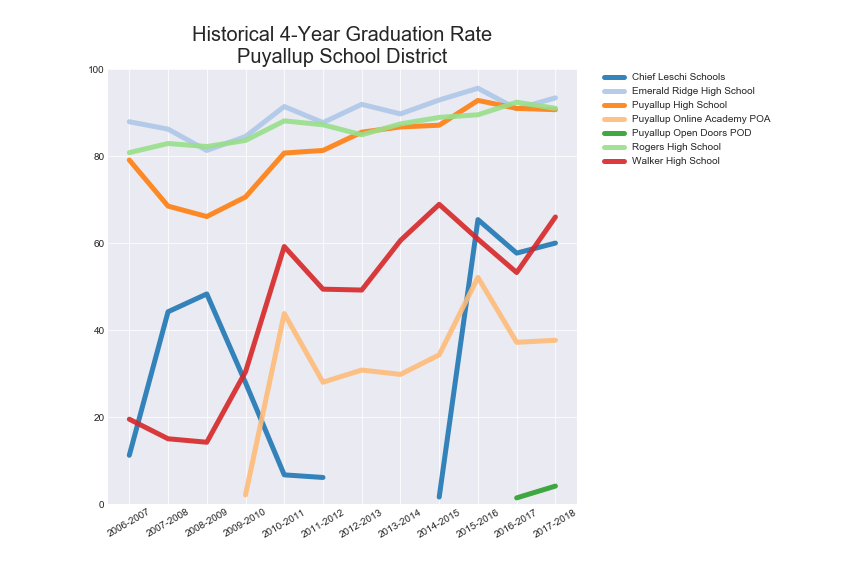 Historical 4-Year Graduation Rate
Puyallup School District
100
80
60
40
20
0
2006-2007
2007-2008
2008-2009
2009-2010
2010-2011
2011-2012
2012-2013
2013-2014
2014-2015
2015-2016
2016-2017
2017-2018
Chief Leschi Schools
Emerald Ridge High School
Puyallup High School
Puyallup Online Academy POA
Puyallup Open Doors POD
Rogers High School
Walker High School